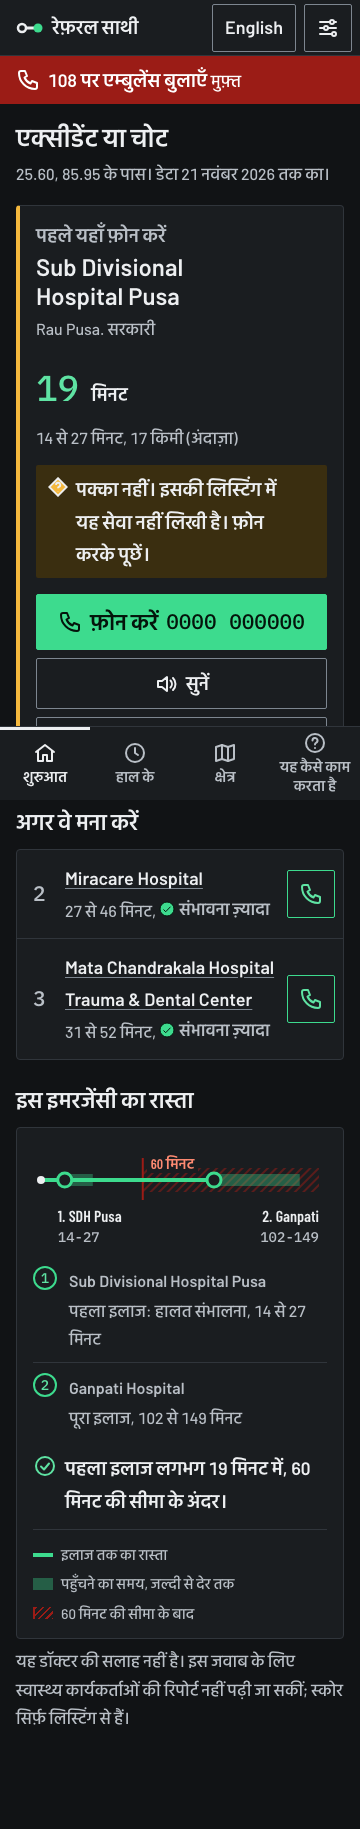 रेफ़रल साथी
English
108 पर एम्बुलेंस बुलाएँ मुफ़्त
एक्सीडेंट या चोट
25.60, 85.95 के पास। डेटा 21 नवंबर 2026 तक का।
पहले यहाँ फ़ोन करें
Sub Divisional
Hospital Pusa
Rau Pusa. सरकारी
19 मिनट
14 से 27 मिनट, 17 किमी (अंदाज़ा)
पक्का नहीं। इसकी लिस्टिंग में
यह सेवा नहीं लिखी है। फ़ोन
करके पूछें।
फ़ोन करें 0000 000000
सुनें
शुरुआत
हाल के
क्षेत्र
यह कैसे काम
करता है
अगर वे मना करें
2
Miracare Hospital
27 से 46 मिनट, संभावना ज़्यादा
3
Mata Chandrakala Hospital
Trauma & Dental Center
31 से 52 मिनट, संभावना ज़्यादा
इस इमरजेंसी का रास्ता
60 मिनट
1. SDH Pusa
2. Ganpati
14-27
102-149
1
Sub Divisional Hospital Pusa
पहला इलाज: हालत संभालना, 14 से 27
मिनट
2
Ganpati Hospital
पूरा इलाज, 102 से 149 मिनट
पहला इलाज लगभग 19 मिनट में, 60
मिनट की सीमा के अंदर।
इलाज तक का रास्ता
पहुँचने का समय, जल्दी से देर तक
60 मिनट की सीमा के बाद
यह डॉक्टर की सलाह नहीं है। इस जवाब के लिए
स्वास्थ्य कार्यकर्ताओं की रिपोर्ट नहीं पढ़ी जा सकीं; स्कोर
सिर्फ़ लिस्टिंग से हैं।